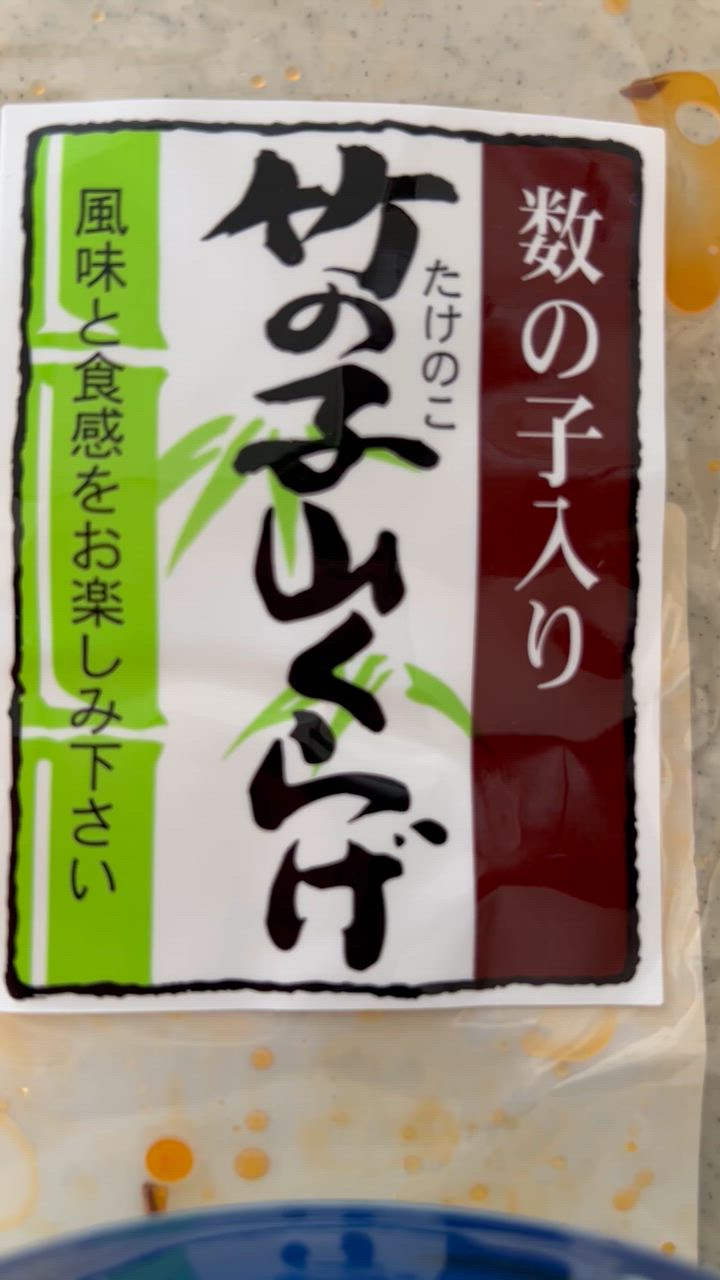 数の子入り
たけのこ
竹の子山くらげ
風味と食感をお楽しみ下さい